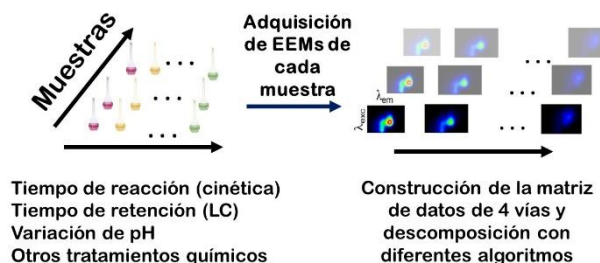 Muestras
Adquisición
de EEMs de
cada
muestra
λem
λexc
Tiempo de reacción (cinética)
Tiempo de retención (LC)
Variación de pH
Otros tratamientos químicos
Construcción de la matriz
de datos de 4 vías y
descomposición con
diferentes algoritmos